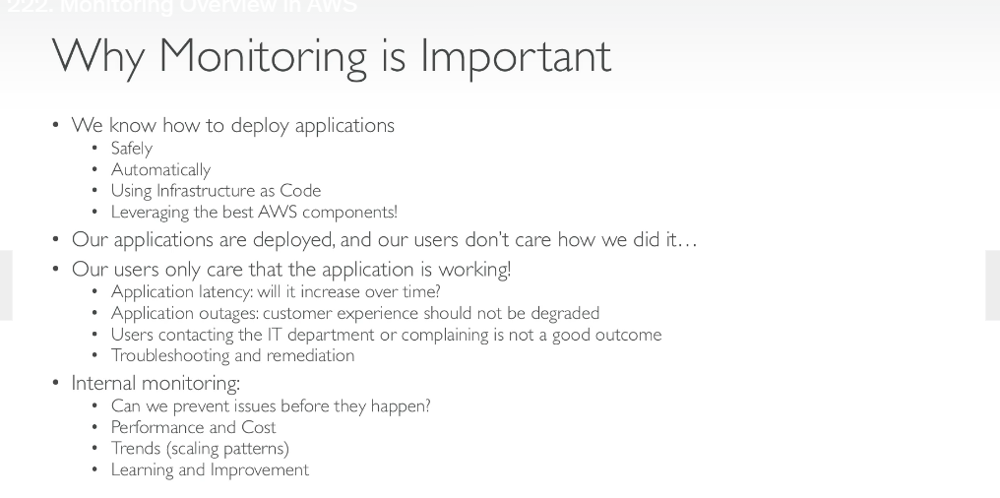 222. Monitoring Overview in AWS
Why Monitoring is Important
• We know how to deploy applications
• Safely
• Automatically
• Using Infrastructure as Code
• Leveraging the best AWS components!
• Our applications are deployed, and our users don't care how we did it…
• Our users only care that the application is working!
• Application latency: will it increase over time?
• Application outages: customer experience should not be degraded
• Users contacting the IT department or complaining is not a good outcome
• Troubleshooting and remediation
• Internal monitoring:
• Can we prevent issues before they happen?
• Performance and Cost
• Trends (scaling patterns)
• Learning and Improvement